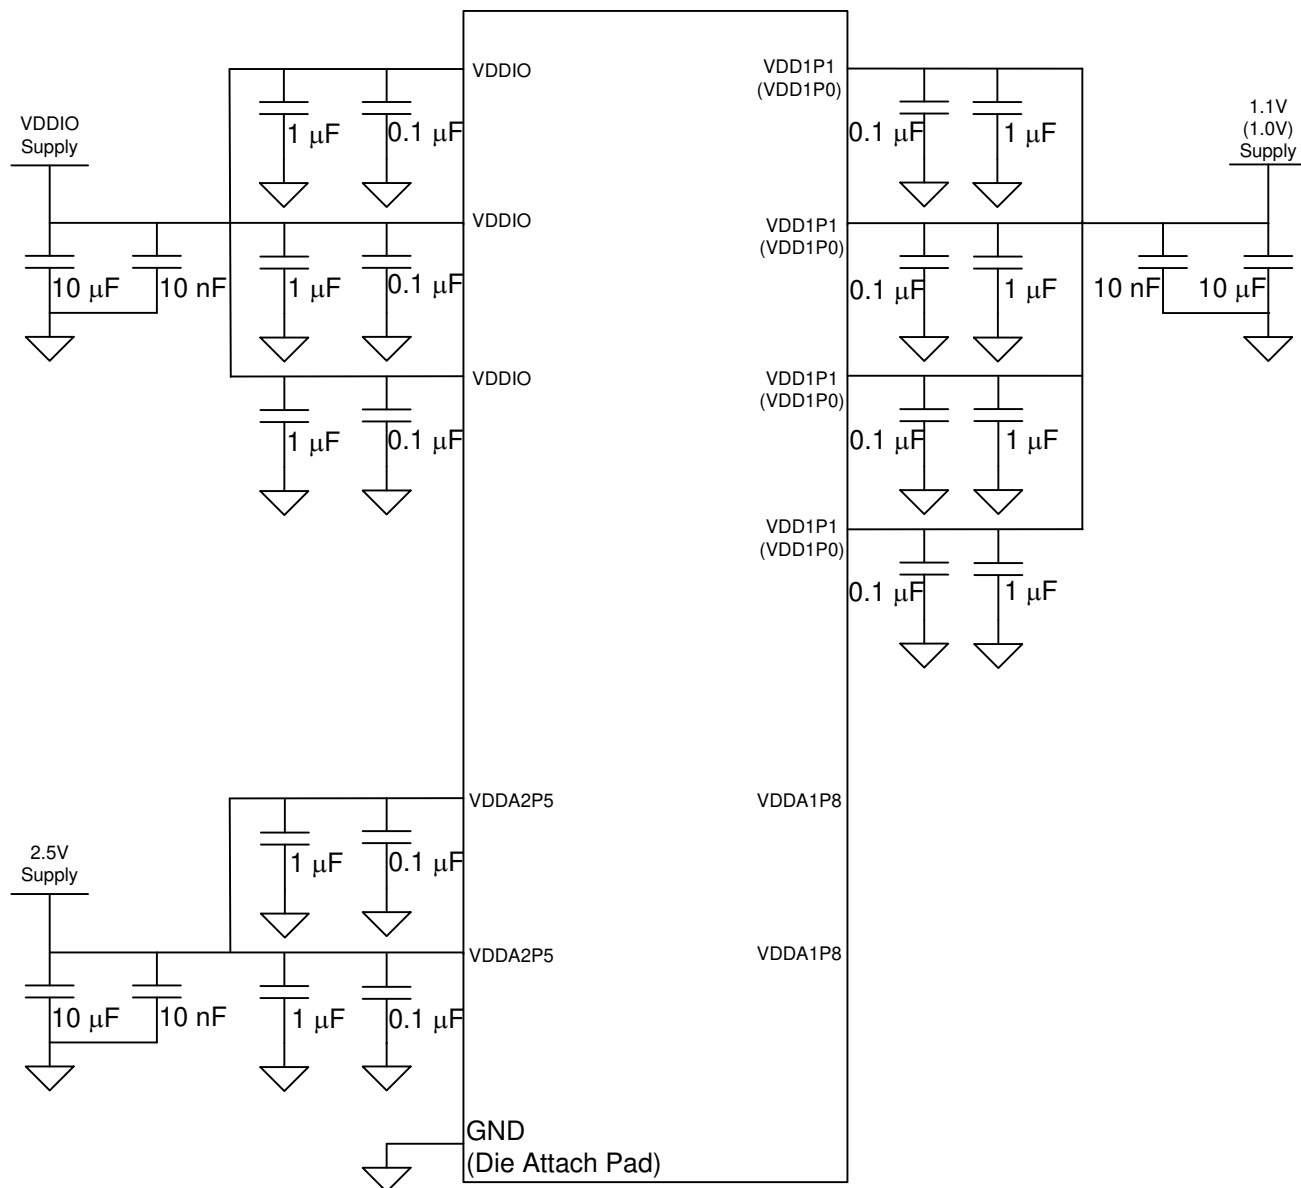 VDDIO
Supply
10 μF
10 nF
VDDIO
1 μF
0.1 μF
VDDIO
1 μF
0.1 μF
VDDIO
1 μF
0.1 μF
VDD1P1
(VDD1P0)
0.1 μF
1 μF
VDD1P1
(VDD1P0)
0.1 μF
1 μF
VDD1P1
(VDD1P0)
0.1 μF
1 μF
VDD1P1
(VDD1P0)
0.1 μF
1 μF
1.1V
(1.0V)
Supply
10 nF
10 μF
2.5V
Supply
10 μF
10 nF
VDDA2P5
1 μF
0.1 μF
VDDA2P5
1 μF
0.1 μF
VDDA1P8
VDDA1P8
GND
(Die Attach Pad)